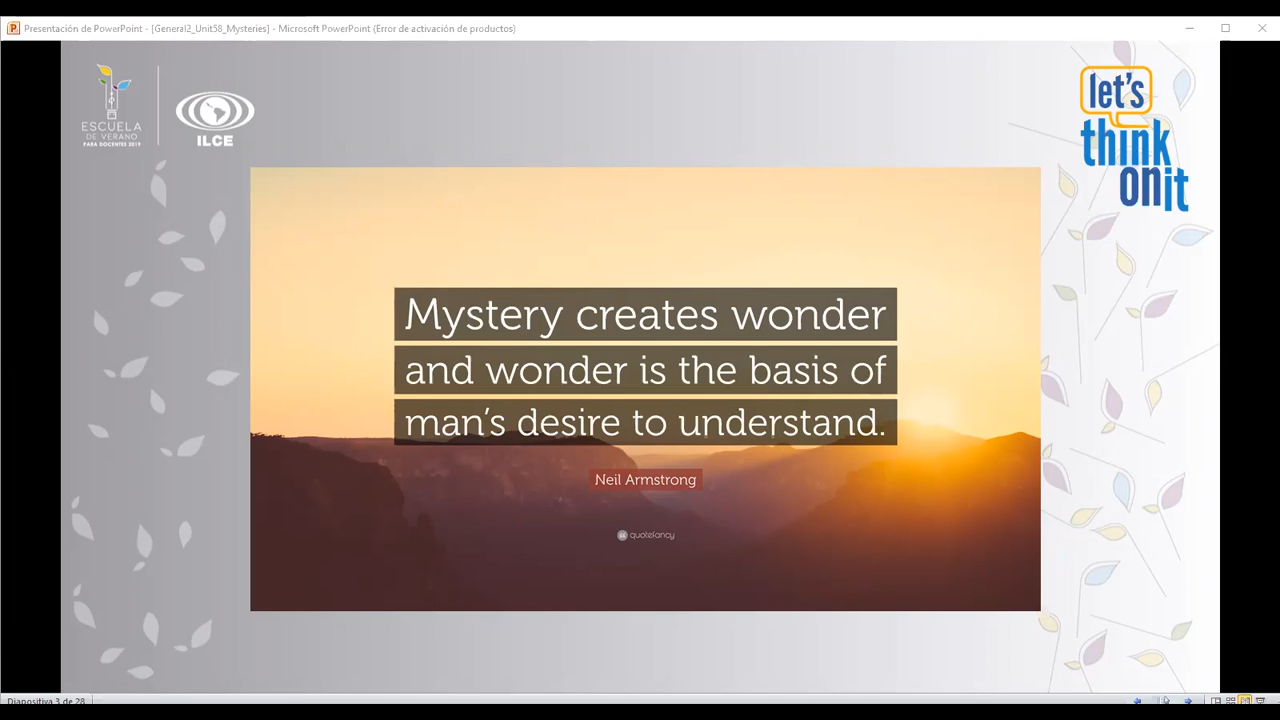 Presentación de PowerPoint - [General2_Unit58_Mysteries] - Microsoft PowerPoint (Error de activación de productos)
ESCUELA
DE VERANO
PARA DOCENTES 2019
ILCE
let's
think
on it
Mystery creates wonder
and wonder is the basis of
man's desire to understand.
Neil Armstrong
quotefancy
Diapositiva 3 de 28